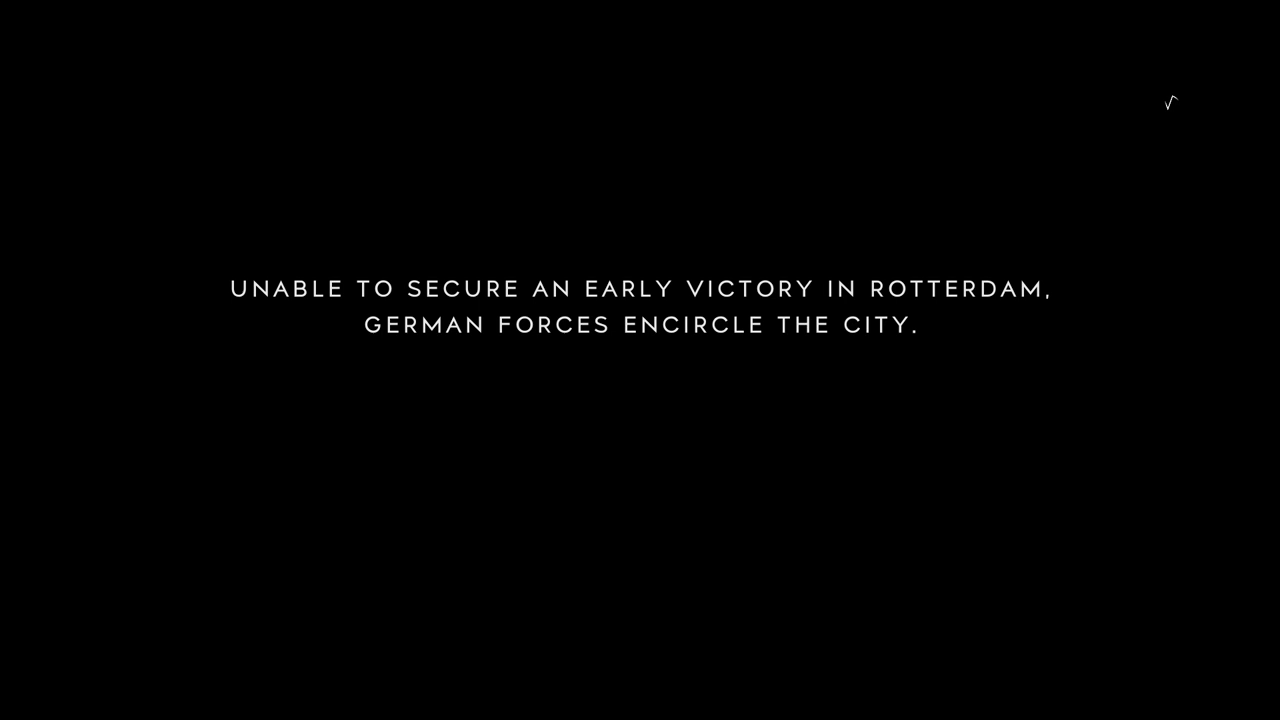 UNABLE TO SECURE AN EARLY VICTORY IN ROTTERDAM,
GERMAN FORCES ENCIRCLE THE CITY.